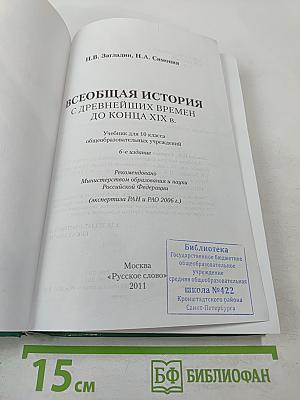 Н.В. Загладин, Н.А. Симония
ВСЕОБЩАЯ ИСТОРИЯ
С ДРЕВНЕЙШИХ ВРЕМЕН
ДО КОНЦА XIX в.
Учебник для 10 класса
общеобразовательных учреждений
6-е издание
Рекомендовано
Министерством образования и науки
Российской Федерации
(экспертиза РАН и РАО 2006 г.)
Москва
«Русское слово»
2011
Библиотека
Государственное бюджетное
общеобразовательное
учреждение
средняя общеобразовательная
школа №422
Кронштадтского района
Санкт-Петербурга
15 см
БФ БИБЛИОФАН